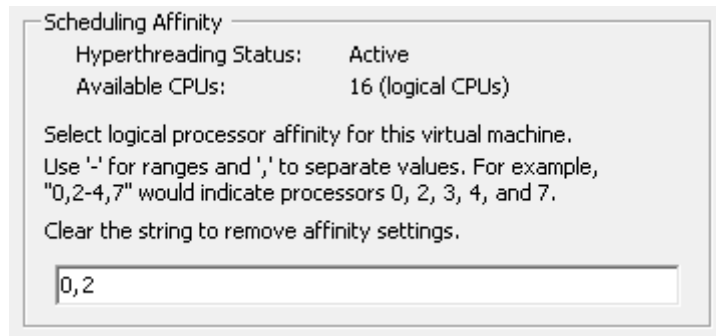 Scheduling Affinity
Hyperthreading Status: Active
Available CPUs: 16 (logical CPUs)
Select logical processor affinity for this virtual machine.
Use '-' for ranges and ',' to separate values. For example,
"0,2-4,7" would indicate processors 0, 2, 3, 4, and 7.
Clear the string to remove affinity settings.
0,2